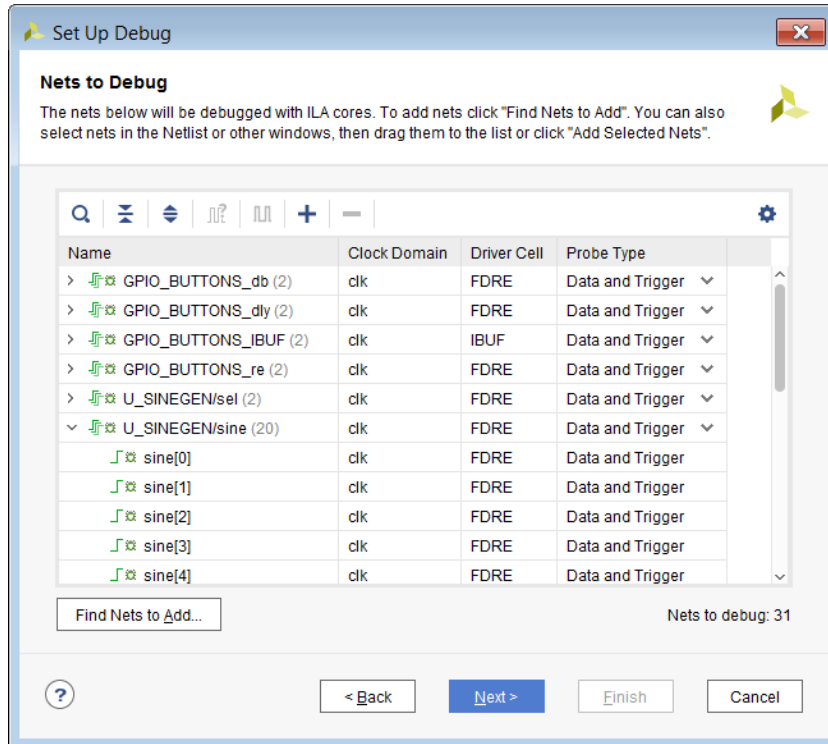 Set Up Debug
Nets to Debug
The nets below will be debugged with ILA cores. To add nets click "Find Nets to Add". You can also
select nets in the Netlist or other windows, then drag them to the list or click "Add Selected Nets".
Name Clock Domain Driver Cell Probe Type
GPIO_BUTTONS_db (2) clk FDRE Data and Trigger
GPIO_BUTTONS_dly (2) clk FDRE Data and Trigger
GPIO_BUTTONS_IBUF (2) clk IBUF Data and Trigger
GPIO_BUTTONS_re (2) clk FDRE Data and Trigger
U_SINEGEN/sel (2) clk FDRE Data and Trigger
U_SINEGEN/sine (20) clk FDRE Data and Trigger
sine[0] clk FDRE Data and Trigger
sine[1] clk FDRE Data and Trigger
sine[2] clk FDRE Data and Trigger
sine[3] clk FDRE Data and Trigger
sine[4] clk FDRE Data and Trigger
Find Nets to Add... Nets to debug: 31
? < Back Next > Finish Cancel